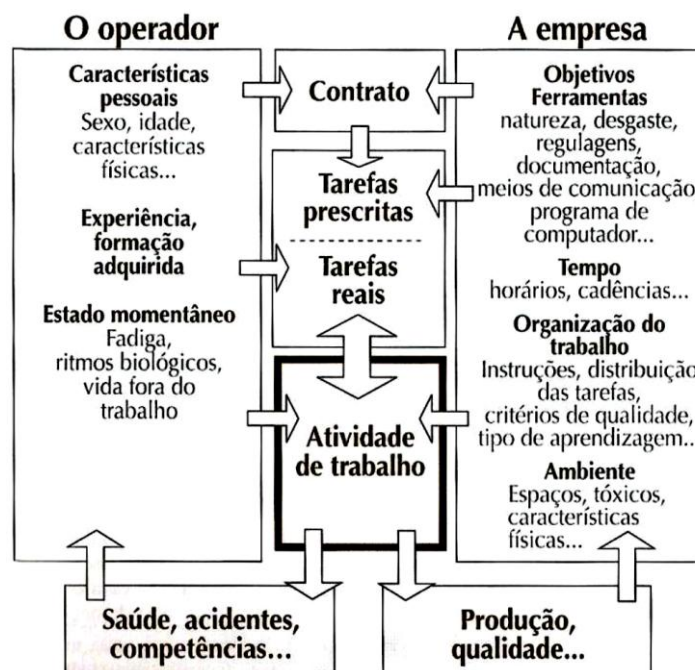 O operador
Características
pessoais
Sexo, idade,
características
físicas...
Experiência,
formação
adquirida
Estado momentâneo
Fadiga,
ritmos biológicos,
vida fora do
trabalho
Contrato
Tarefas
prescritas
Tarefas
reais
Atividade
de trabalho
A empresa
Objetivos
Ferramentas
natureza, desgaste,
regulagens,
documentação,
meios de comunicação
programa de
computador...
Tempo
horários, cadências...
Organização do
trabalho
Instruções, distribuição
das tarefas,
critérios de qualidade,
tipo de aprendizagem...
Ambiente
Espaços, tóxicos,
características
físicas...
Saúde, acidentes,
competências...
Produção,
qualidade...